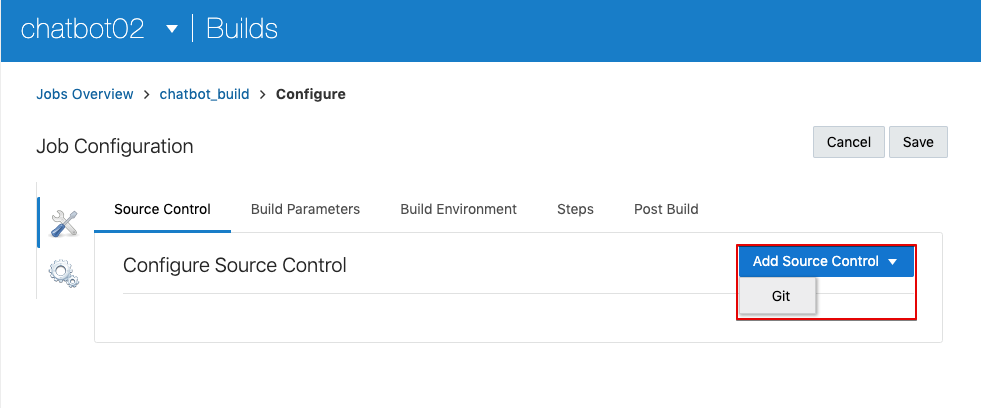 chatbot02 Builds
Jobs Overview > chatbot_build > Configure
Job Configuration
Cancel Save
Source Control Build Parameters Build Environment Steps Post Build
Configure Source Control
Add Source Control
Git